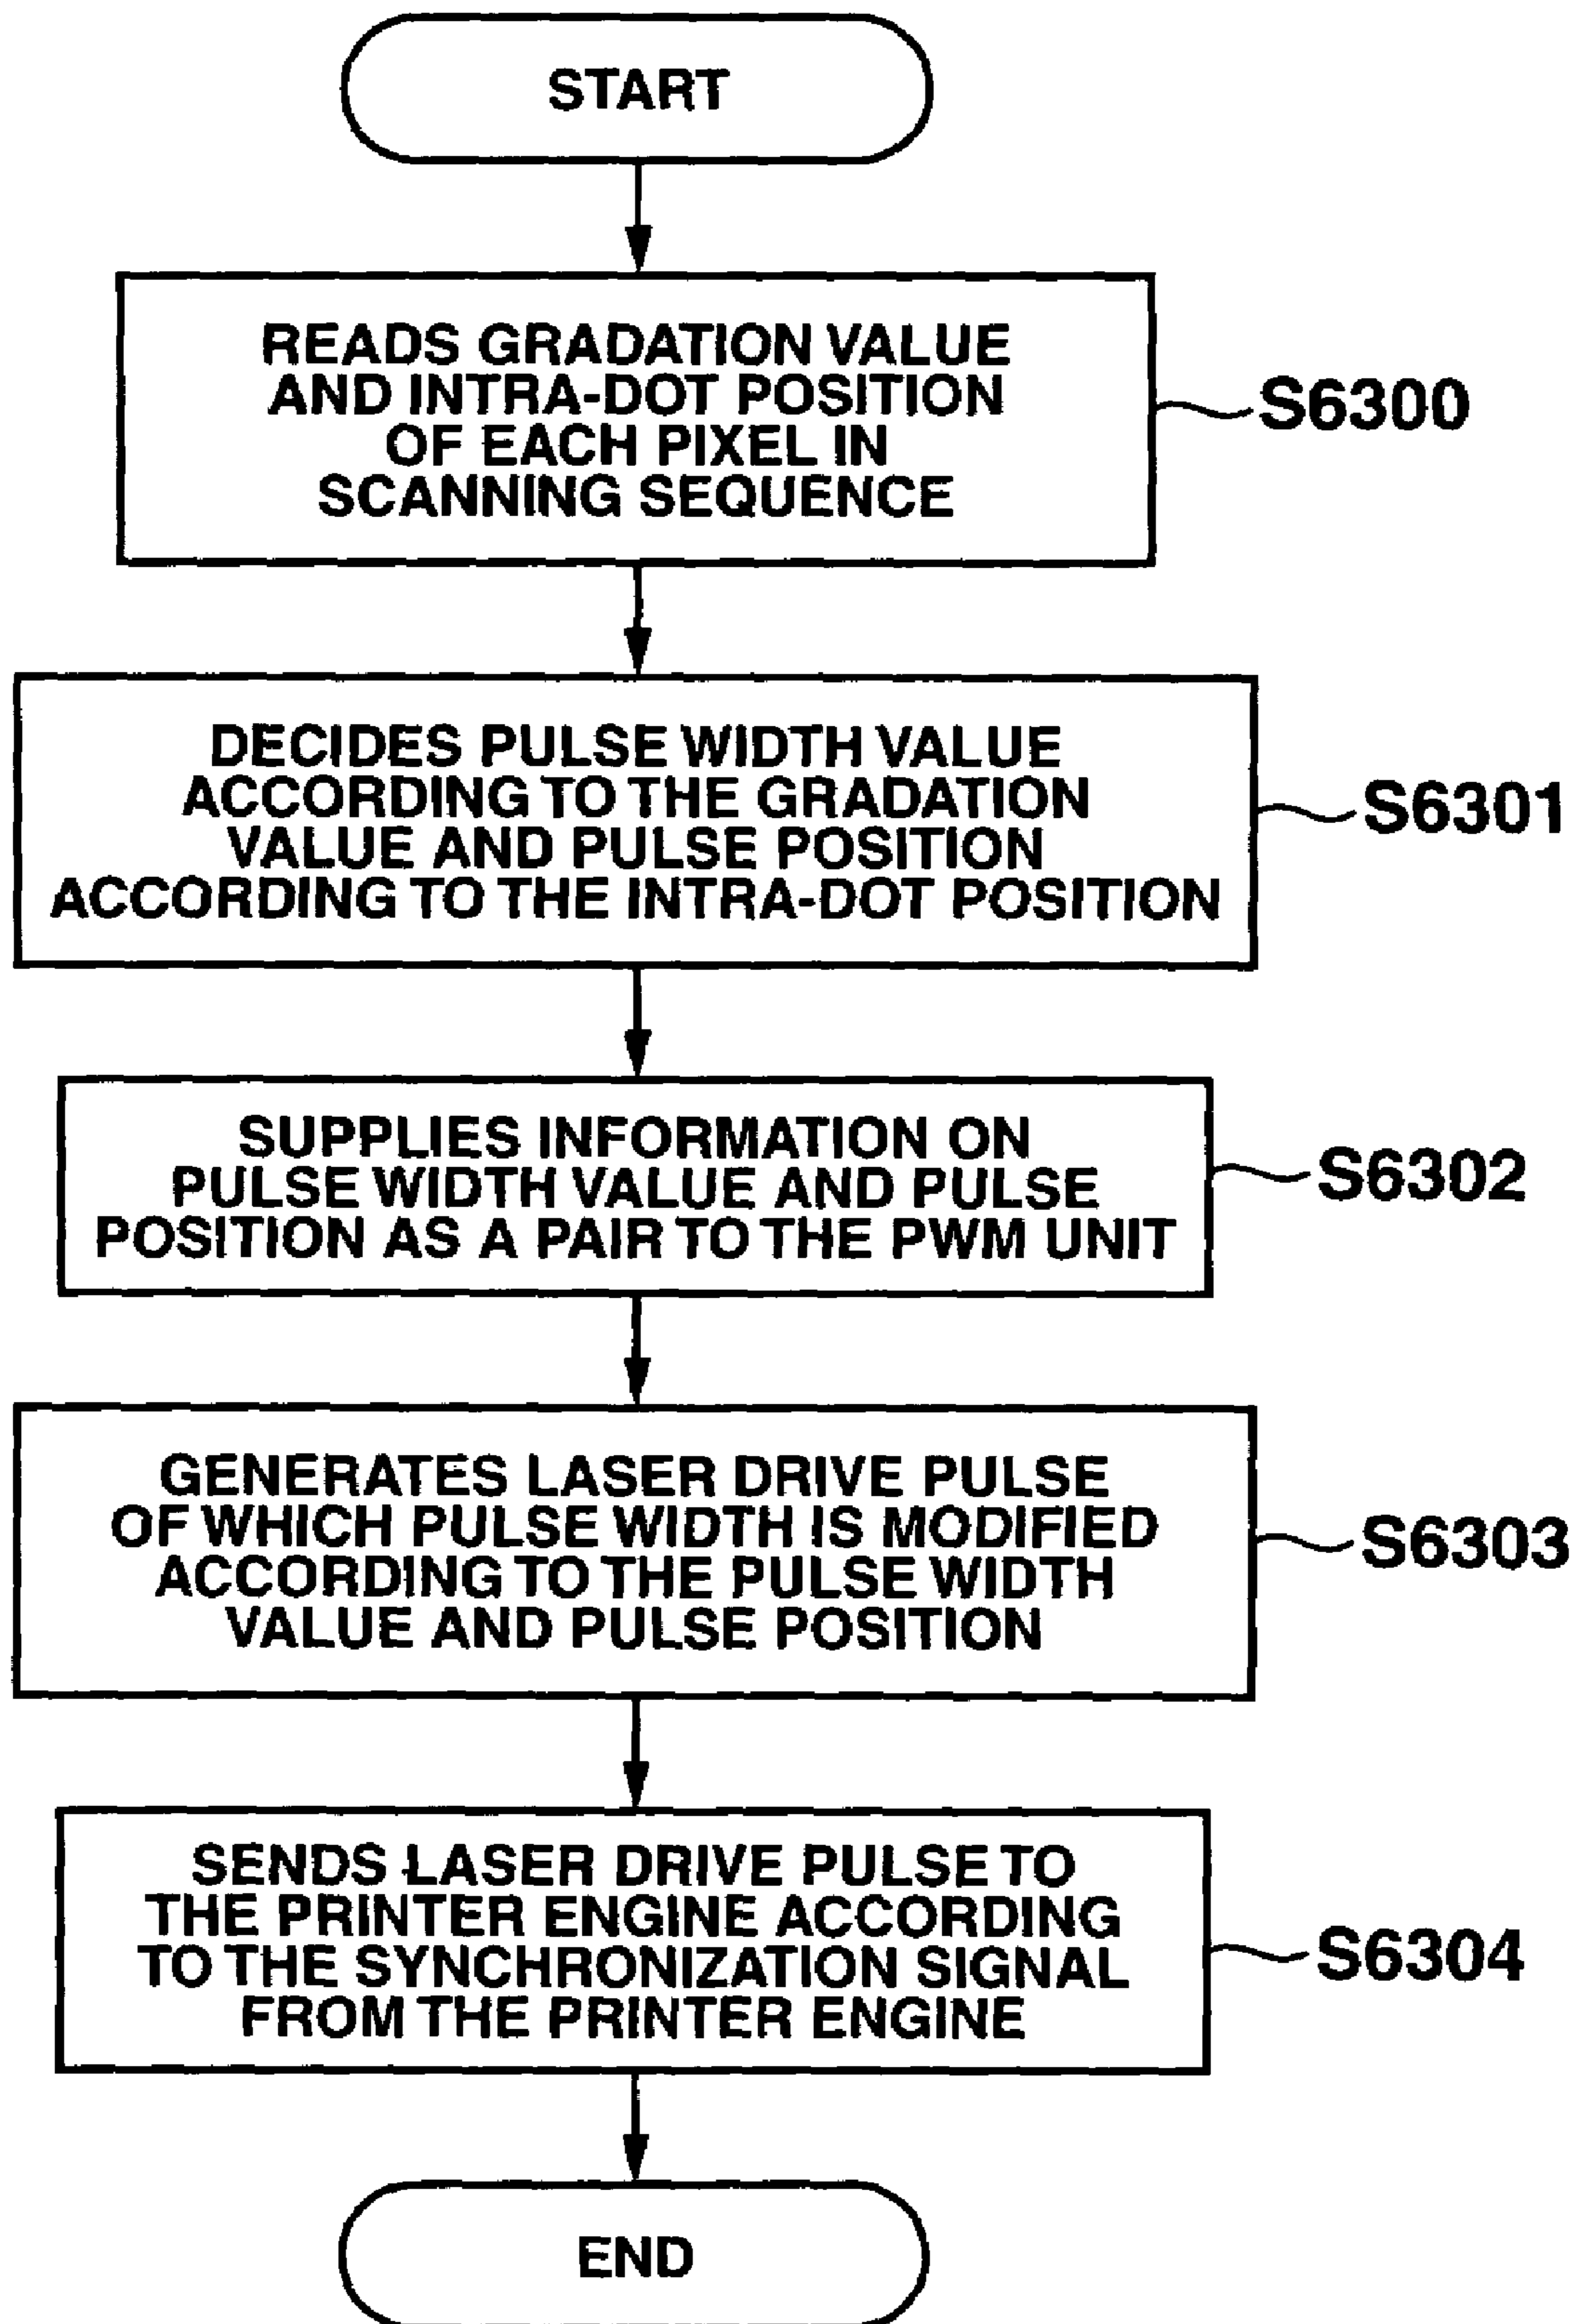 START
READS GRADATION VALUE
AND INTRA-DOT POSITION
OF EACH PIXEL IN
SCANNING SEQUENCE
S6300
DECIDES PULSE WIDTH VALUE
ACCORDING TO THE GRADATION
VALUE AND PULSE POSITION
ACCORDING TO THE INTRA-DOT POSITION
S6301
SUPPLIES INFORMATION ON
PULSE WIDTH VALUE AND PULSE
POSITION AS A PAIR TO THE PWM UNIT
S6302
GENERATES LASER DRIVE PULSE
OF WHICH PULSE WIDTH IS MODIFIED
ACCORDING TO THE PULSE WIDTH
VALUE AND PULSE POSITION
S6303
SENDS LASER DRIVE PULSE TO
THE PRINTER ENGINE ACCORDING
TO THE SYNCHRONIZATION SIGNAL
FROM THE PRINTER ENGINE
S6304
END